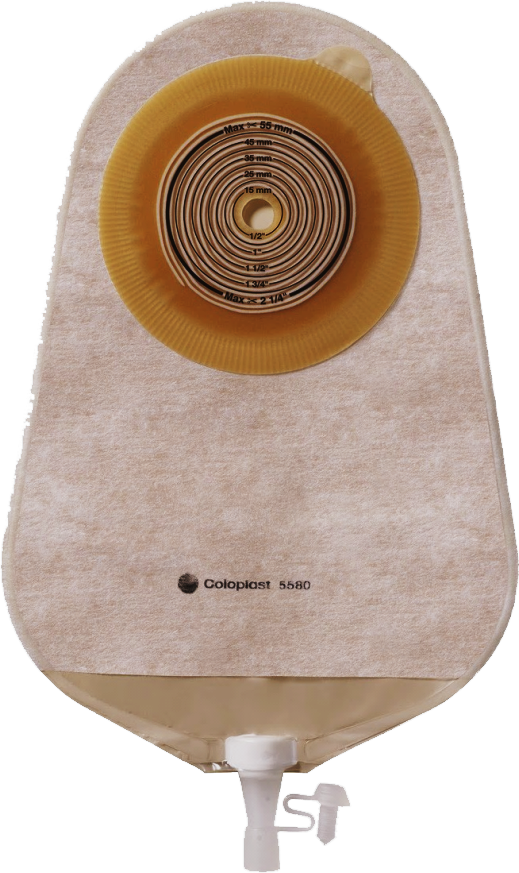 Max ✂ 55 mm
45 mm
35 mm
25 mm
15 mm
1/2"
1"
1 1/2"
1 3/4"
Max ✂ 2 1/4"
Coloplast 5580